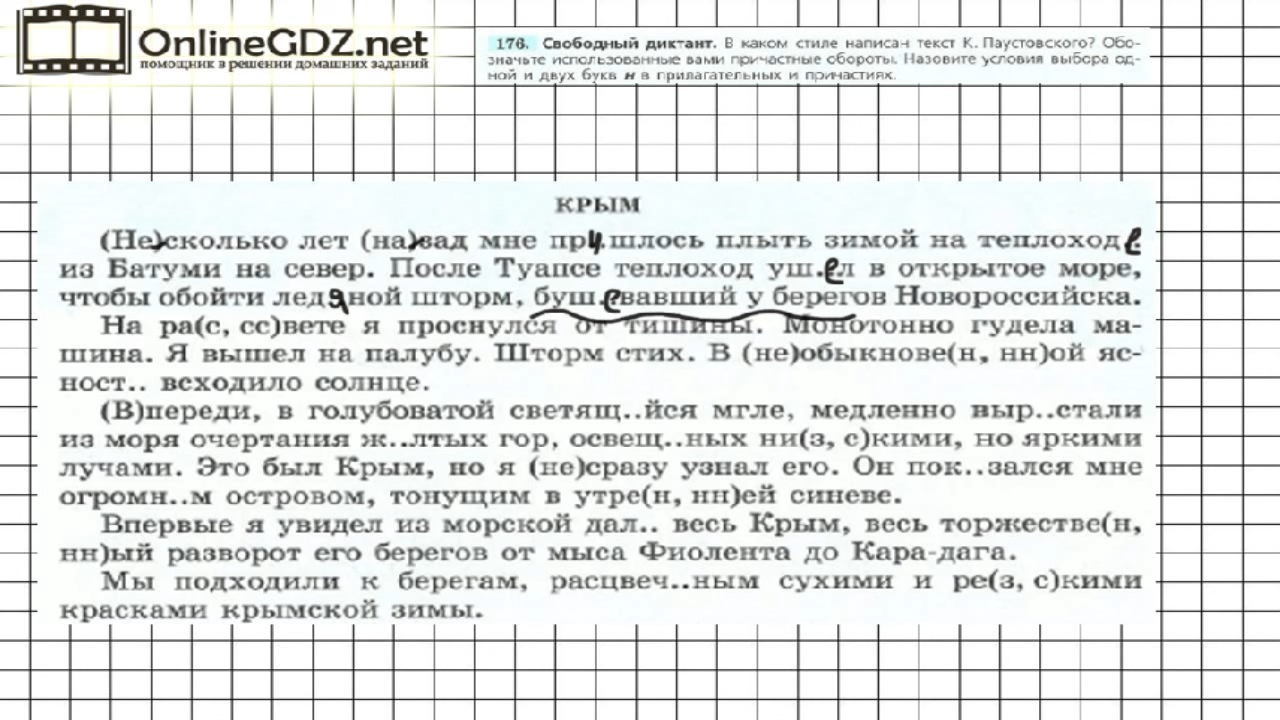 OnlineGDZ.net
помощник в решении домашних заданий
176. Свободный диктант. В каком стиле написан текст К. Паустовского? Обо-
значьте использованные вами причастные обороты. Назовите условия выбора од-
ной и двух букв н в прилагательных и причастиях.
КРЫМ
(Не)сколько лет (на)зад мне пришлось плыть зимой на теплоходе
из Батуми на север. После Туапсе теплоход уш.ел в открытое море,
чтобы обойти ледяной шторм, буш.евавший у берегов Новороссийска.
На ра(с, сс)вете я проснулся от тишины. Монотонно гудела ма-
шина. Я вышел на палубу. Шторм стих. В (не)обыкнове(н, нн)ой яс-
ност.. всходило солнце.
(В)переди, в голубоватой светящ..йся мгле, медленно выр..стали
из моря очертания ж..лтых гор, освещ..ных ни(з, с)кими, но яркими
лучами. Это был Крым, но я (не)сразу узнал его. Он пок..зался мне
огромн..м островом, тонущим в утре(н, нн)ей синеве.
Впервые я увидел из морской дал.. весь Крым, весь торжестве(н,
нн)ый разворот его берегов от мыса Фиолента до Кара-дага.
Мы подходили к берегам, расцвеч..ным сухими и ре(з, с)кими
красками крымской зимы.